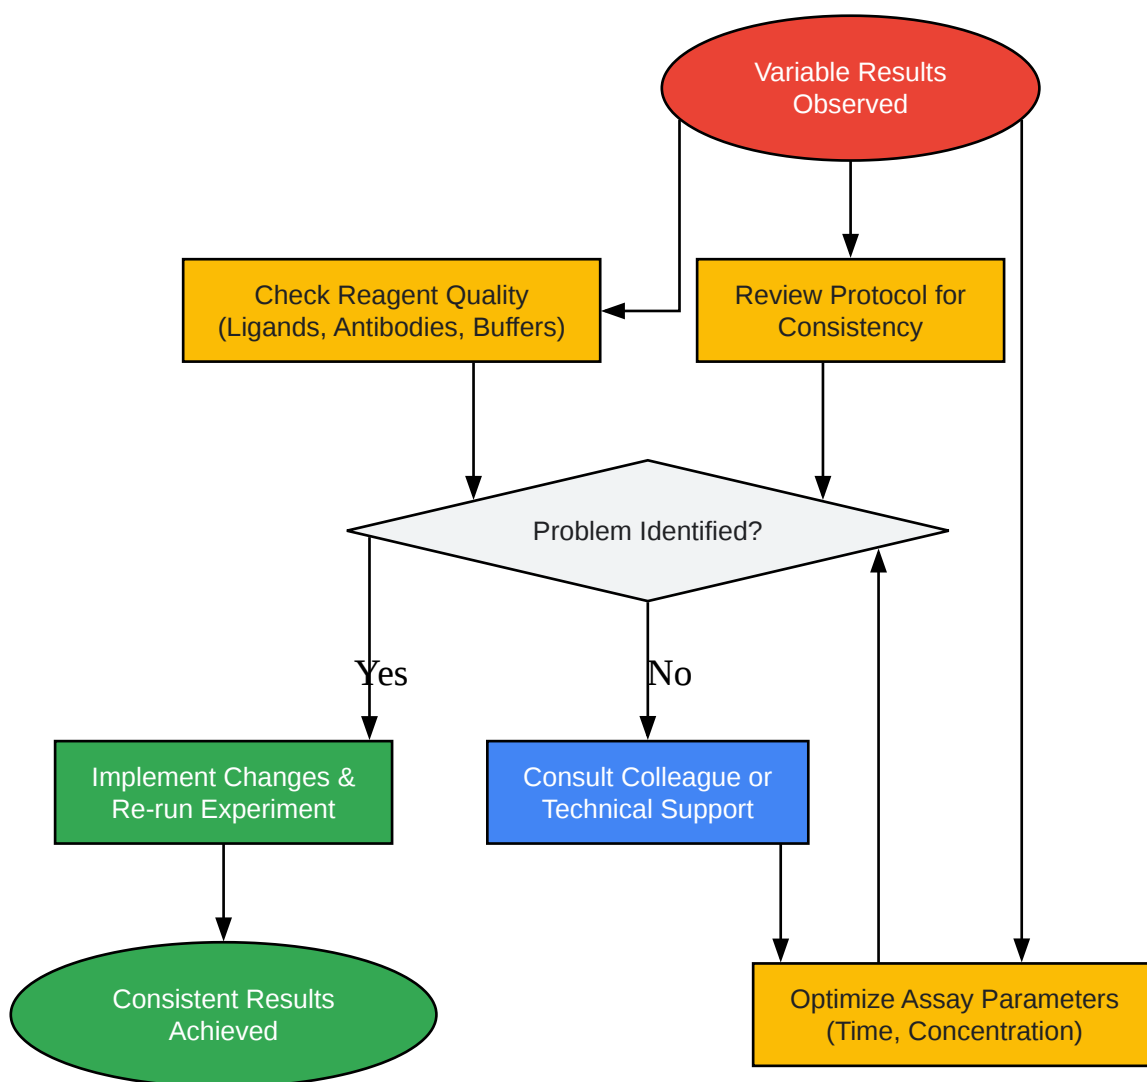 Variable Results
Observed
Check Reagent Quality
(Ligands, Antibodies, Buffers)
Review Protocol for
Consistency
Problem Identified?
Yes
No
Implement Changes &
Re-run Experiment
Consult Colleague or
Technical Support
Consistent Results
Achieved
Optimize Assay Parameters
(Time, Concentration)